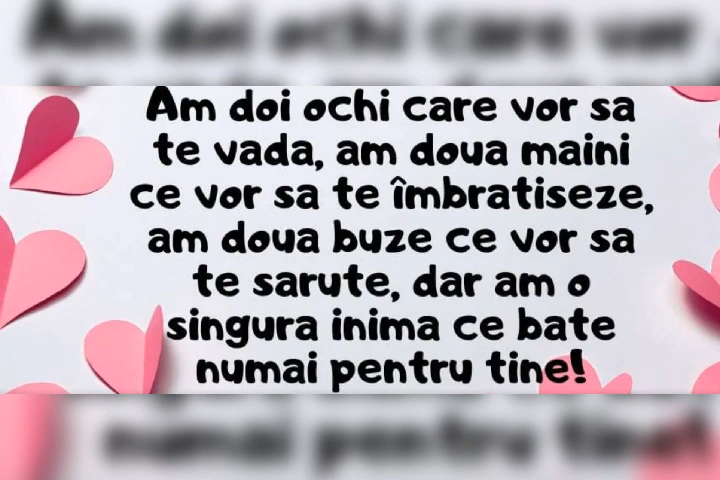 Am doi ochi care vor sa
te vada, am doua maini
ce vor sa te îmbratiseze,
am doua buze ce vor sa
te sarute, dar am o
singura inima ce bate
numai pentru tine!